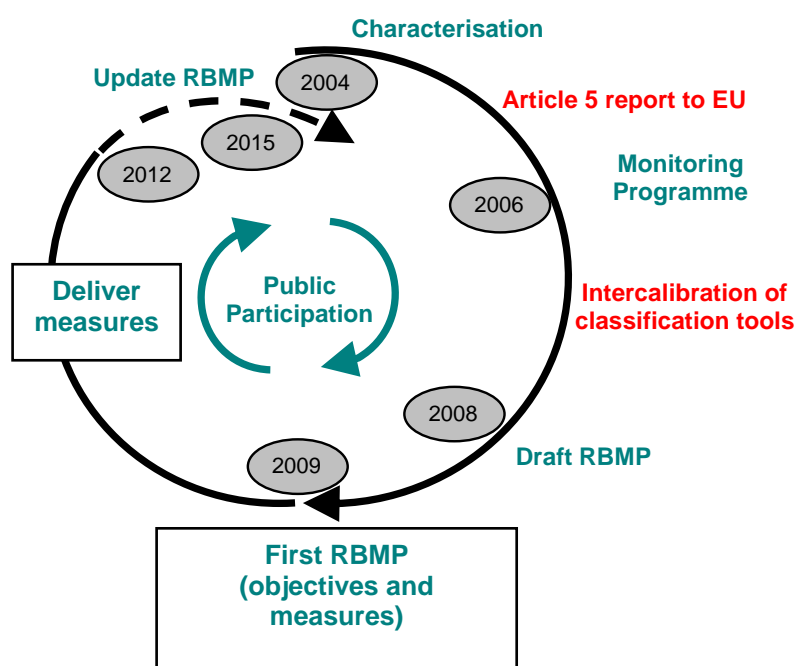 Characterisation
Update RBMP
2004
Article 5 report to EU
2015
2012
Monitoring
Programme
2006
Public
Participation
Deliver
measures
Intercalibration of
classification tools
2008
Draft RBMP
2009
First RBMP
(objectives and
measures)